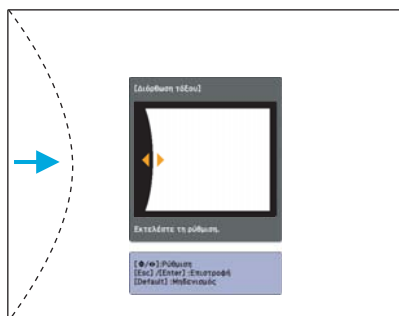 [Διόρθωση τόξου]
Εκτελέστε τη ρύθμιση.
[◆/◆]:Ρύθμιση
[Esc] /[Enter] :Επιστροφή
[Default] :Μηδενισμός